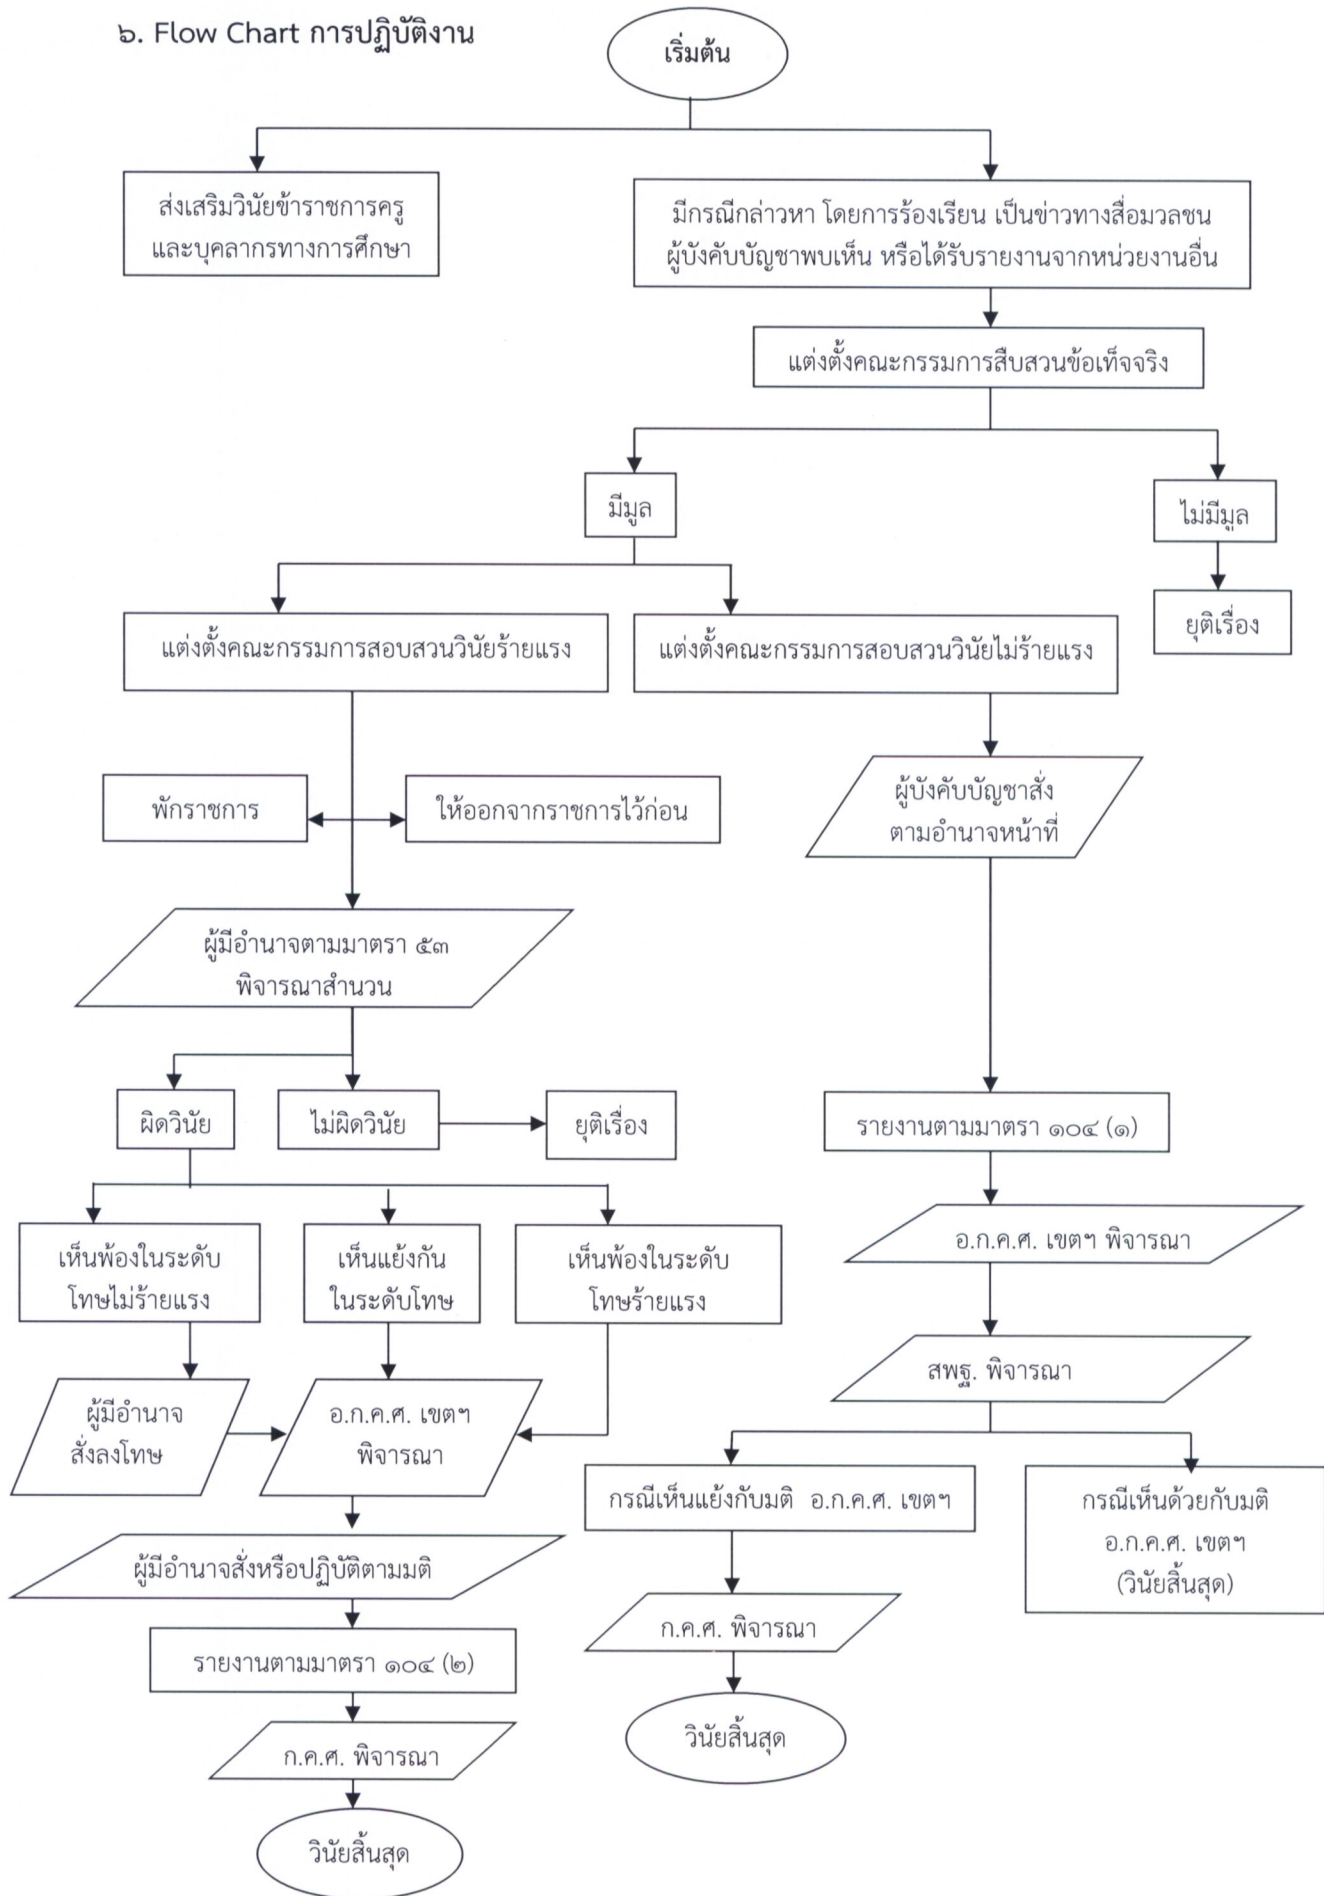 ๖. Flow Chart การปฏิบัติงาน
เริ่มต้น
ส่งเสริมวินัยข้าราชการครู
และบุคลากรทางการศึกษา
มีกรณีกล่าวหา โดยการร้องเรียน เป็นข่าวทางสื่อมวลชน
ผู้บังคับบัญชาพบเห็น หรือได้รับรายงานจากหน่วยงานอื่น
แต่งตั้งคณะกรรมการสืบสวนข้อเท็จจริง
มีมูล
ไม่มีมูล
ยุติเรื่อง
แต่งตั้งคณะกรรมการสอบสวนวินัยร้ายแรง
แต่งตั้งคณะกรรมการสอบสวนวินัยไม่ร้ายแรง
พักราชการ
ให้ออกจากราชการไว้ก่อน
ผู้บังคับบัญชาสั่ง
ตามอำนาจหน้าที่
ผู้มีอำนาจตามมาตรา ๕๓
พิจารณาสำนวน
ผิดวินัย
ไม่ผิดวินัย
ยุติเรื่อง
รายงานตามมาตรา ๑๐๔ (๑)
เห็นพ้องในระดับ
โทษไม่ร้ายแรง
เห็นแย้งกัน
ในระดับโทษ
เห็นพ้องในระดับ
โทษร้ายแรง
อ.ก.ค.ศ. เขตฯ พิจารณา
สพฐ. พิจารณา
ผู้มีอำนาจ
สั่งลงโทษ
อ.ก.ค.ศ. เขตฯ
พิจารณา
กรณีเห็นแย้งกับมติ อ.ก.ค.ศ. เขตฯ
กรณีเห็นด้วยกับมติ
อ.ก.ค.ศ. เขตฯ
(วินัยสิ้นสุด)
ผู้มีอำนาจสั่งหรือปฏิบัติตามมติ
ก.ค.ศ. พิจารณา
รายงานตามมาตรา ๑๐๔ (๒)
วินัยสิ้นสุด
ก.ค.ศ. พิจารณา
วินัยสิ้นสุด